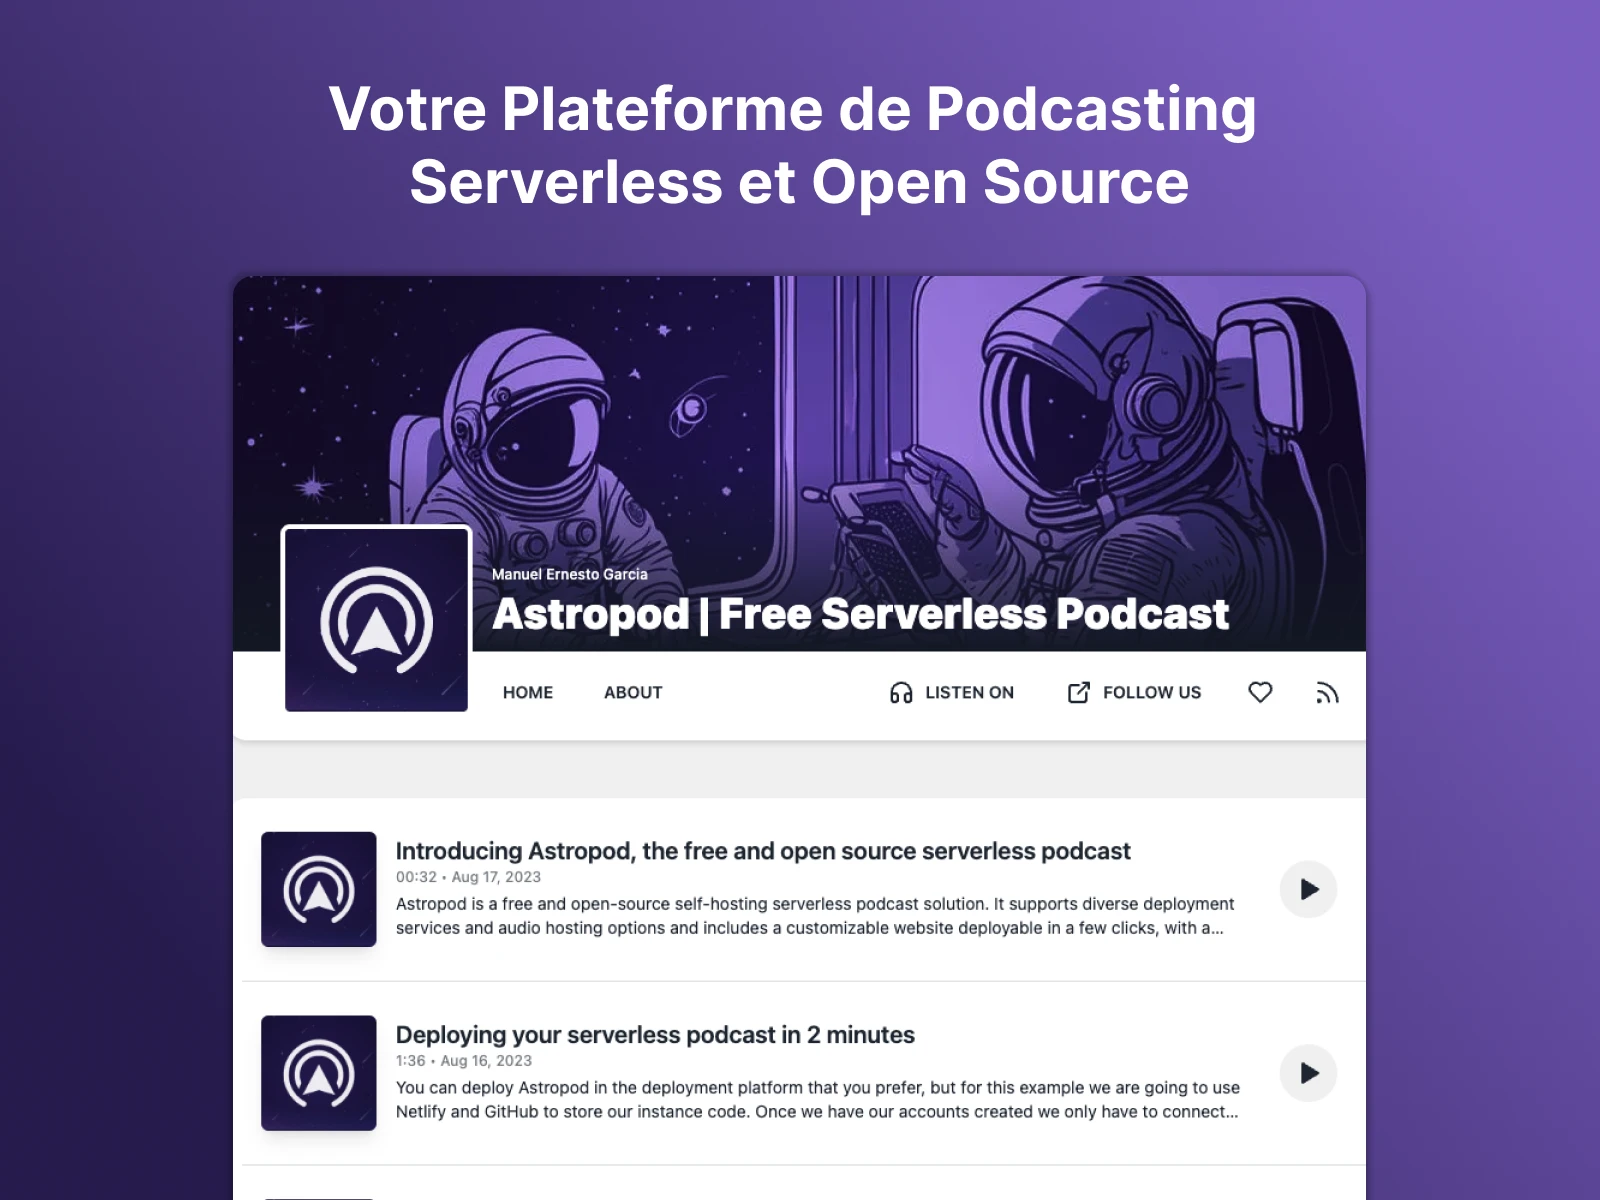 Votre Plateforme de Podcasting
Serverless et Open Source
Manuel Ernesto Garcia
Astropod | Free Serverless Podcast
HOME ABOUT LISTEN ON FOLLOW US
Introducing Astropod, the free and open source serverless podcast
00:32 • Aug 17, 2023
Astropod is a free and open-source self-hosting serverless podcast solution. It supports diverse deployment
services and audio hosting options and includes a customizable website deployable in a few clicks, with a...
Deploying your serverless podcast in 2 minutes
1:36 • Aug 16, 2023
You can deploy Astropod in the deployment platform that you prefer, but for this example we are going to use
Netlify and GitHub to store our instance code. Once we have our accounts created we only have to connect...